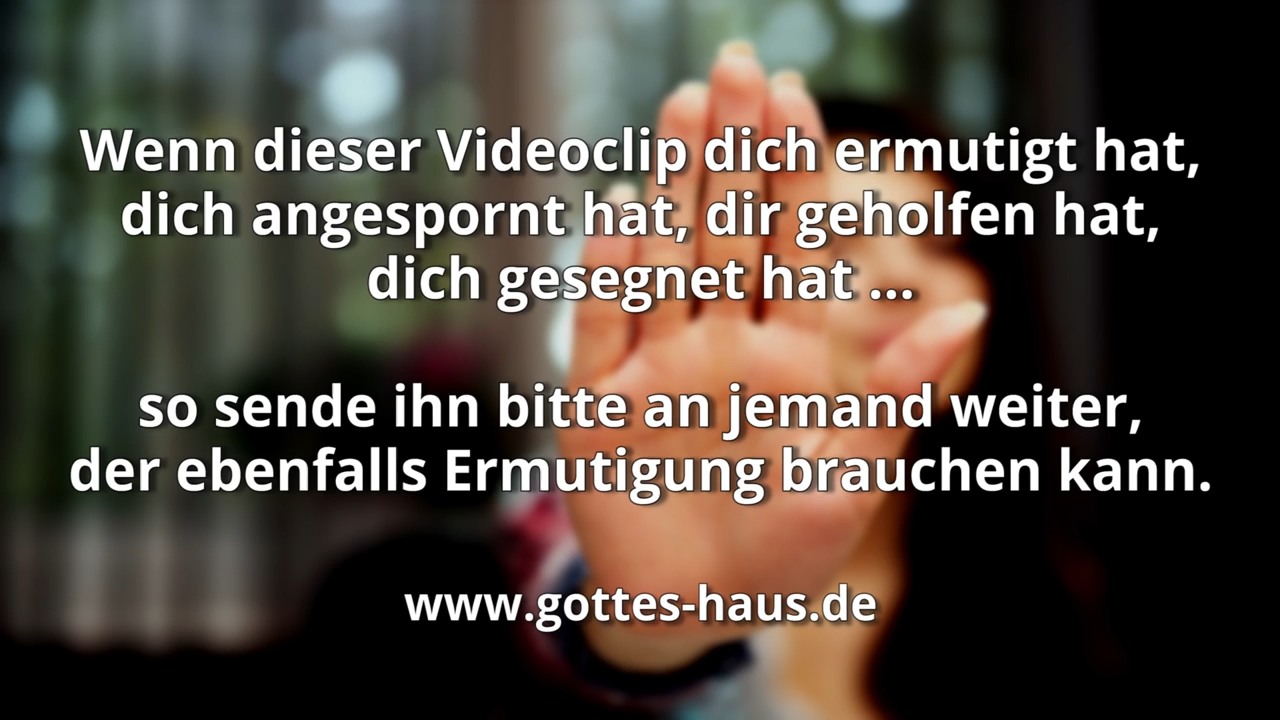 Wenn dieser Videoclip dich ermutigt hat,
dich angespornt hat, dir geholfen hat,
dich gesegnet hat ...
so sende ihn bitte an jemand weiter,
der ebenfalls Ermutigung brauchen kann.
www.gottes-haus.de